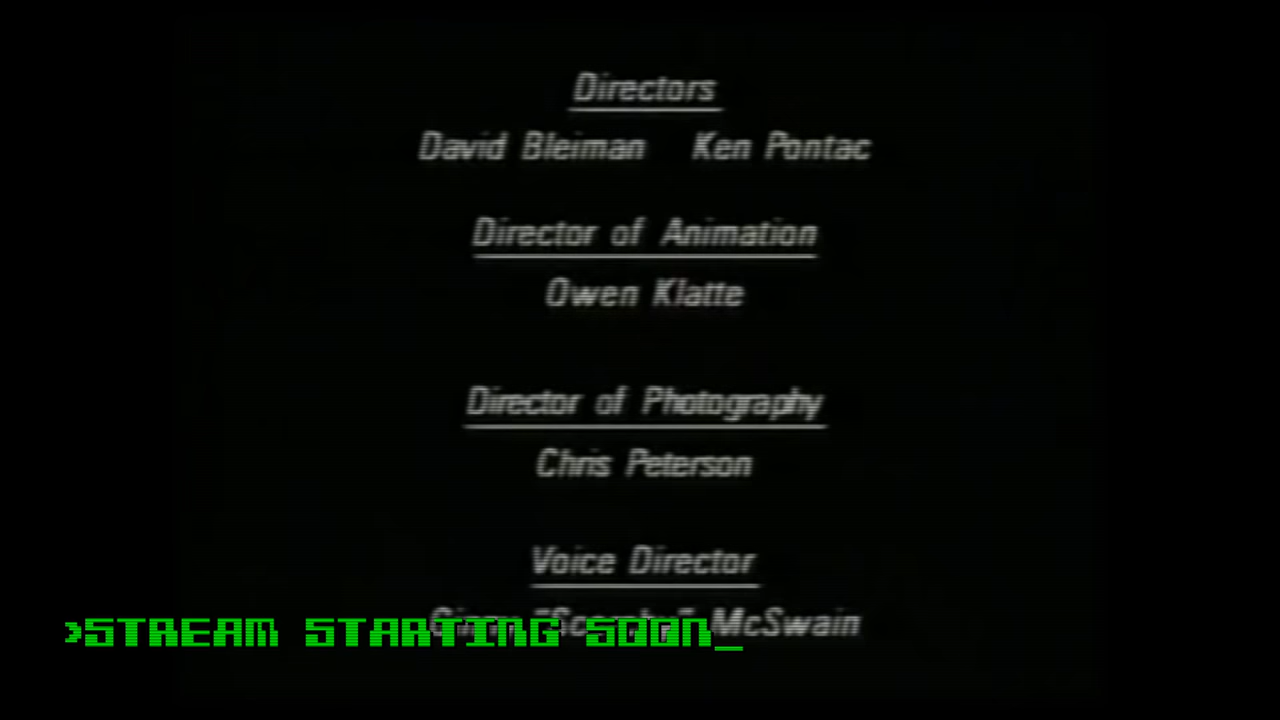 Directors
David Bleiman Ken Pontac
Director of Animation
Owen Klatte
Director of Photography
Chris Peterson
Voice Director
McSwain
>STREAM STARTING SOON_